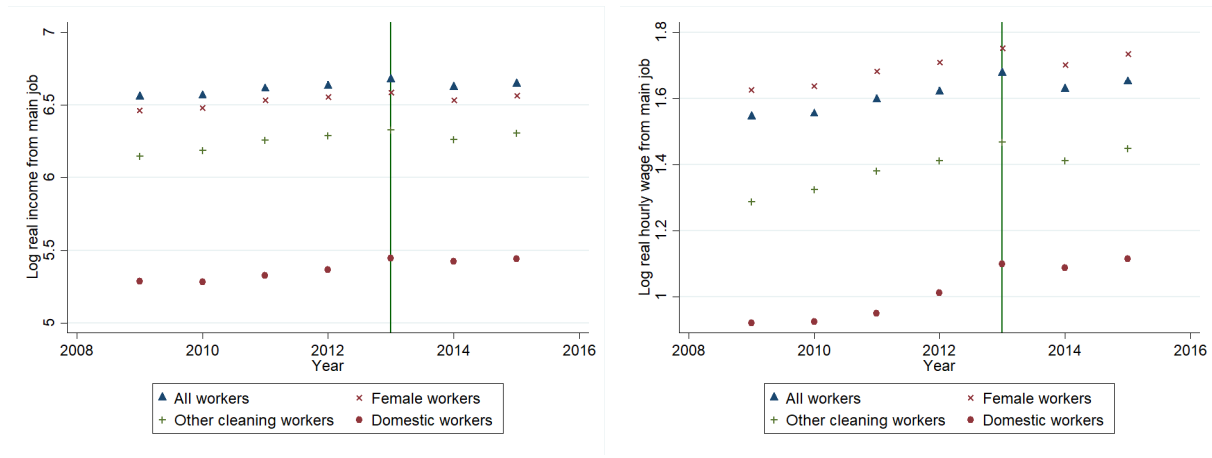 Log real income from main job
7
6.5
6
5.5
5
2008 2010 2012 2014 2016
Year
All workers Female workers
Other cleaning workers Domestic workers
Log real hourly wage from main job
1.8
1.6
1.4
1.2
1
2008 2010 2012 2014 2016
Year
All workers Female workers
Other cleaning workers Domestic workers